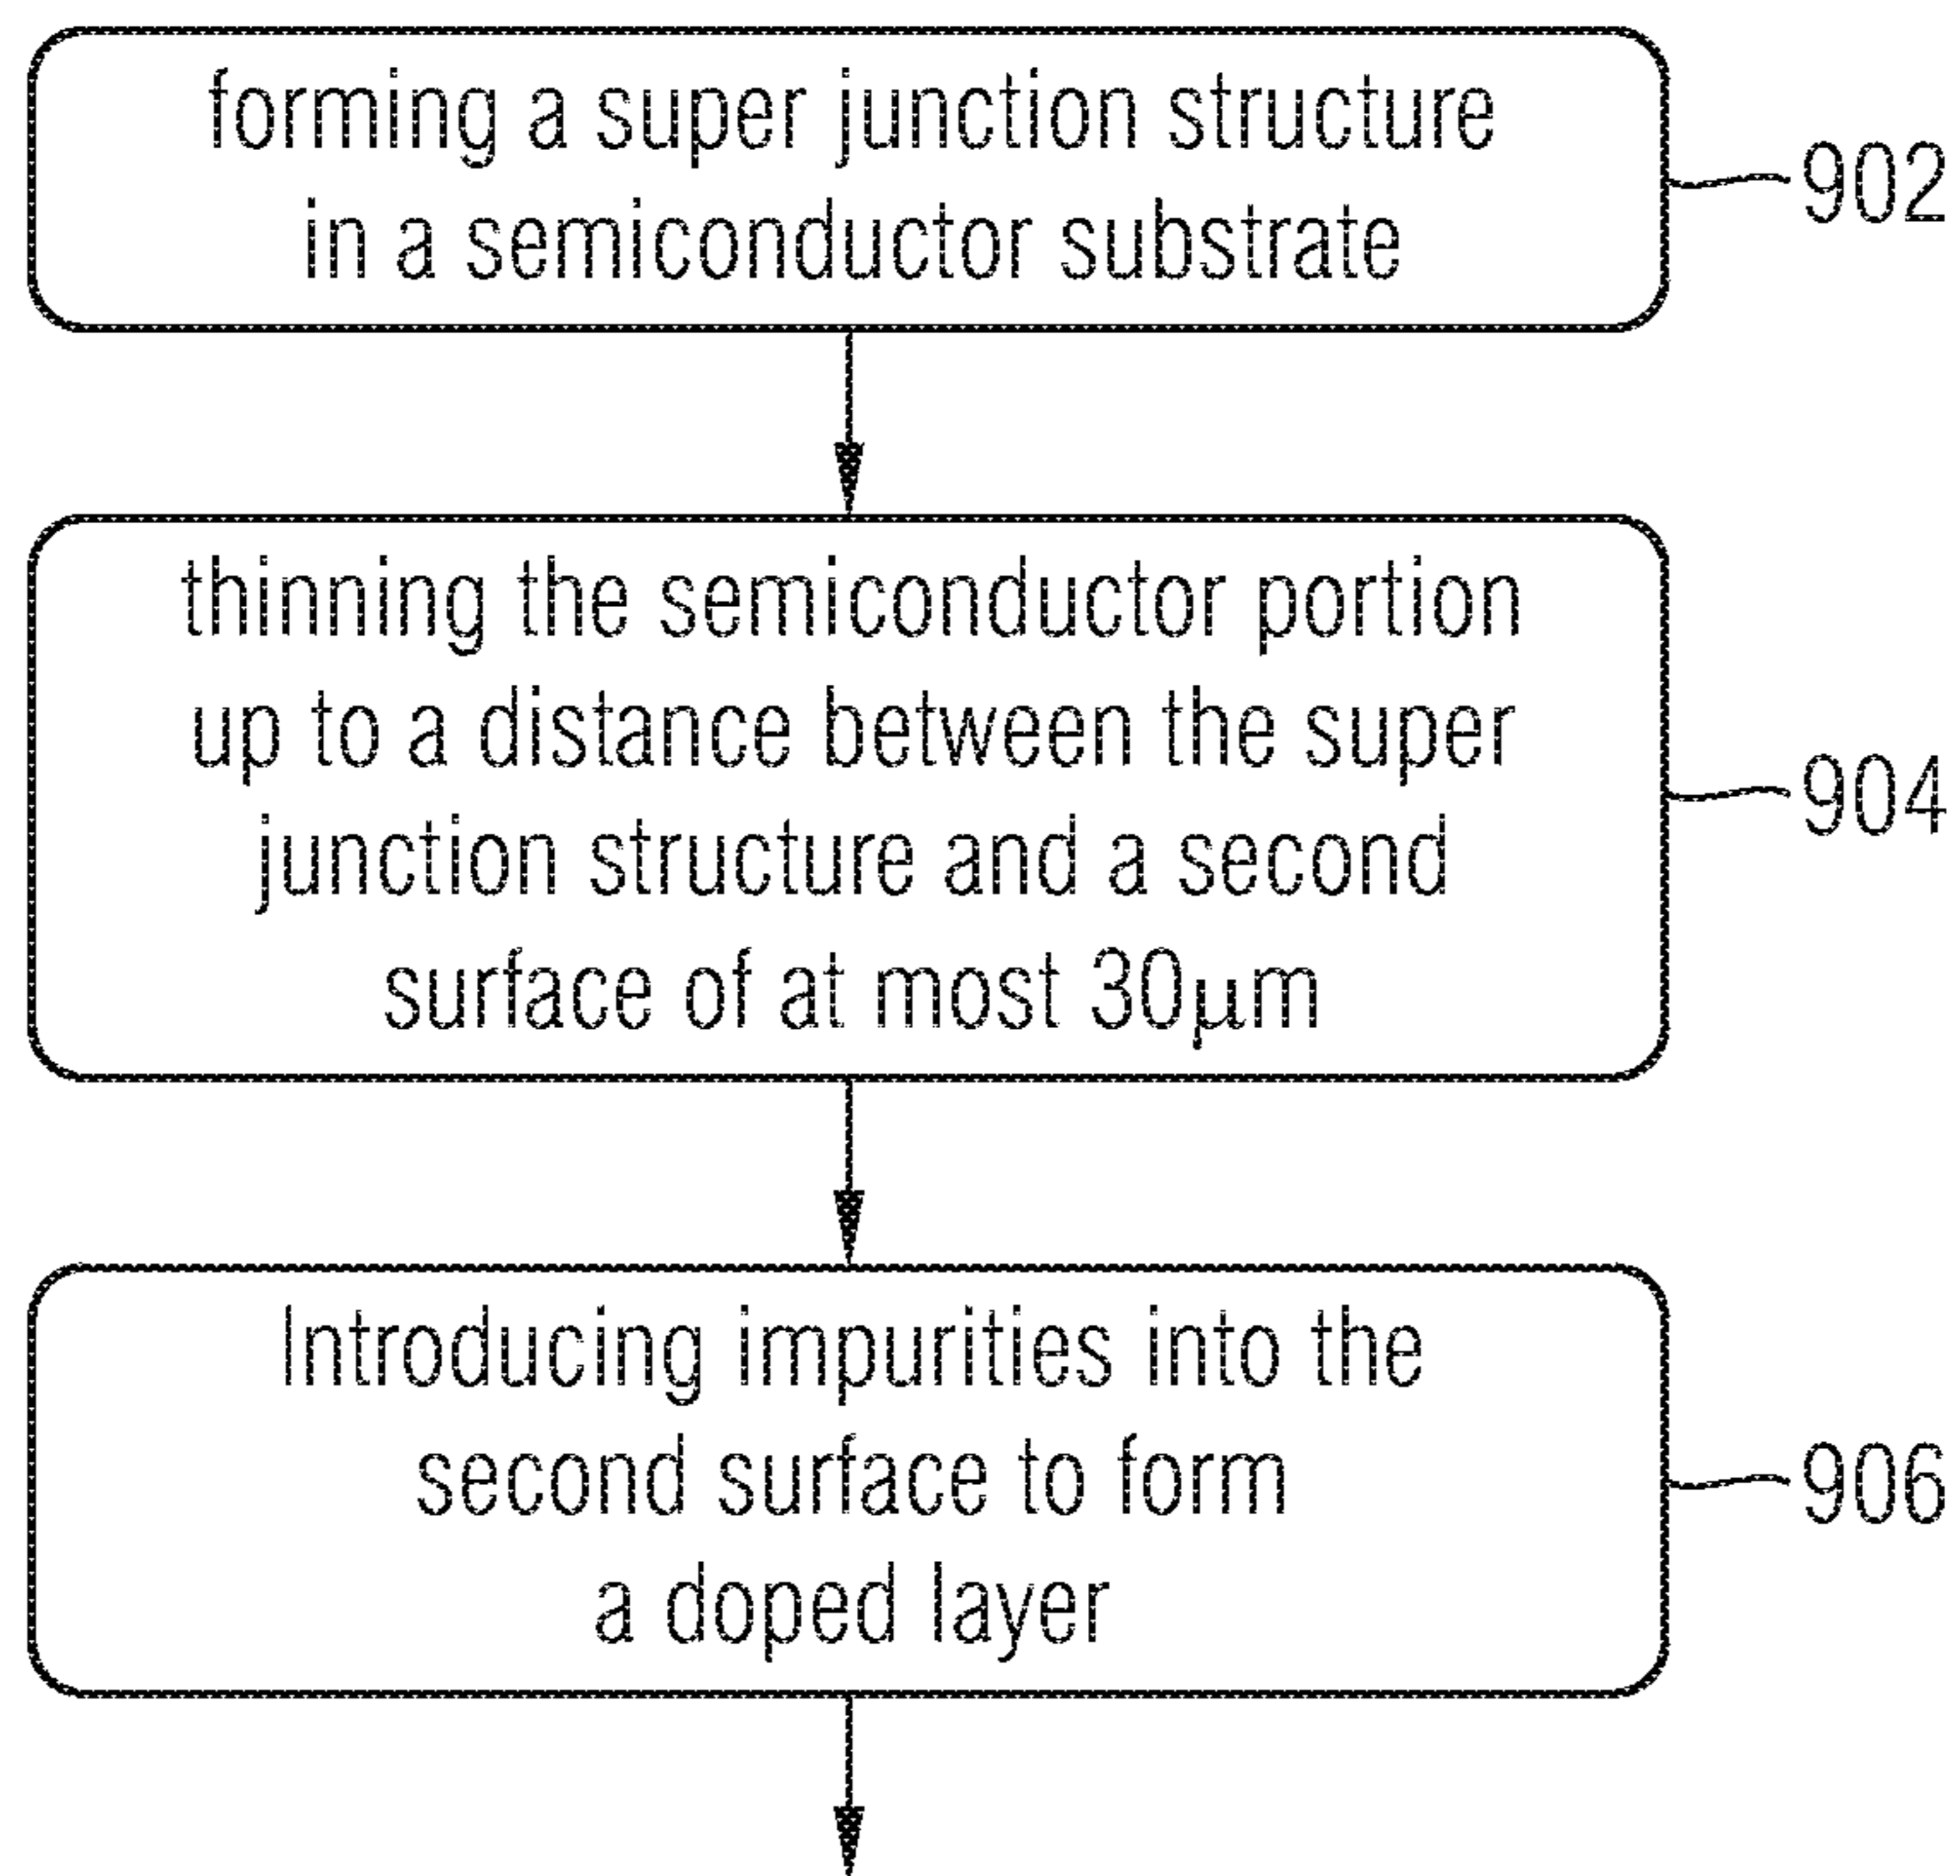 forming a super junction structure
in a semiconductor substrate
902
thinning the semiconductor portion
up to a distance between the super
junction structure and a second
surface of at most 30μm
904
Introducing impurities into the
second surface to form
a doped layer
906